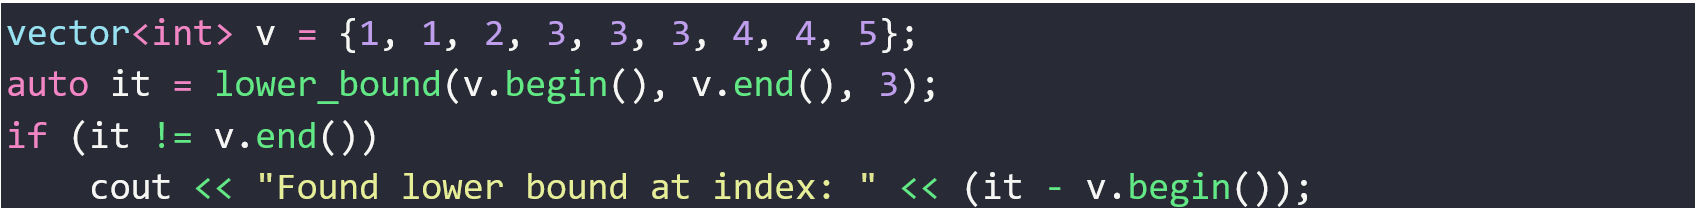 vector<int> v = {1, 1, 2, 3, 3, 3, 4, 4, 5};
auto it = lower_bound(v.begin(), v.end(), 3);
if (it != v.end())
    cout << "Found lower bound at index: " << (it - v.begin());